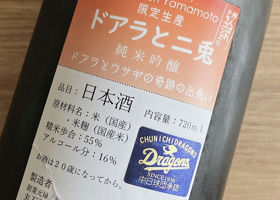 Yamamoto
限定生産
ドアラと二兎
純米吟醸
ドアラとウサギの奇跡の出会い
品目：日本酒
原材料名：米（国産）
米麹（国産米）
精米歩合：55%
アルコール分：16%
内容量：720ml
お酒は20歳になってから。
製造者
CHUNICHI DRAGONS
Dragons
SINCE 1936
中日球団承認